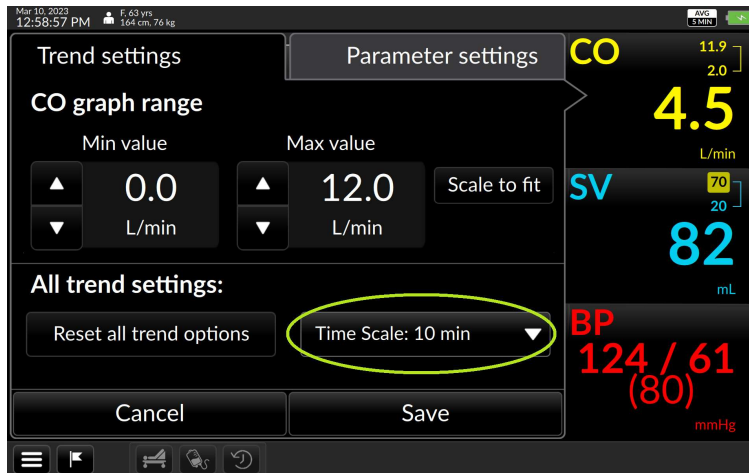 Mar 10, 2023
12:58:57 PM
F, 63 yrs
164 cm, 76 kg
AVG
5 MIN
Trend settings
Parameter settings
CO graph range
Min value
Max value
0.0
L/min
12.0
L/min
Scale to fit
All trend settings:
Reset all trend options
Time Scale: 10 min
Cancel
Save
CO
11.9
2.0
4.5
L/min
SV
70
20
82
mL
BP
124 / 61
(80)
mmHg